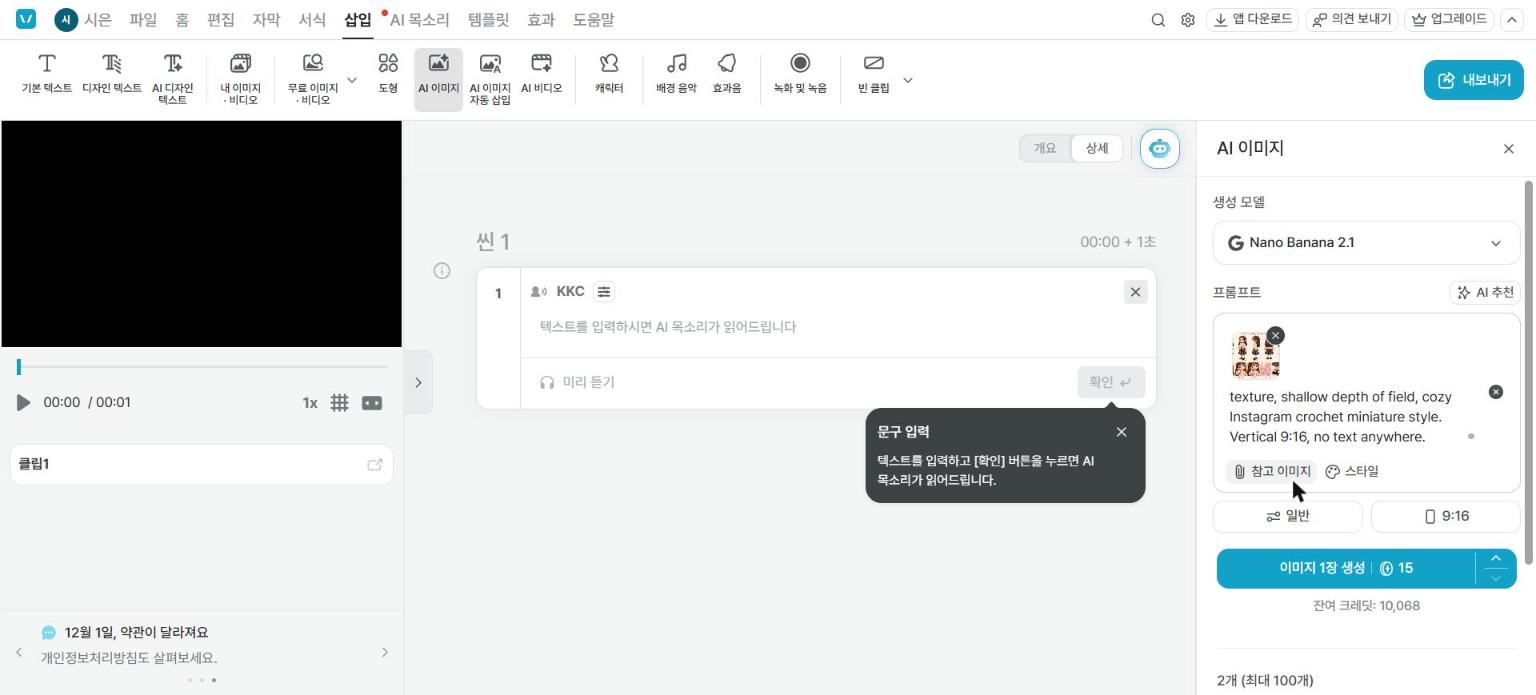 시 시은 파일 홈 편집 자막 서식 삽입 AI 목소리 템플릿 효과 도움말
앱 다운로드 의견 보내기 업그레이드
기본 텍스트 디자인 텍스트 AI 디자인 내 이미지 무료 이미지 도형 AI 이미지 AI 이미지 AI 비디오 캐릭터 배경 음악 효과음 녹화 및 녹음 빈 클립
텍스트 · 비디오 · 비디오 자동 삽입
내보내기
00:00 / 00:01 1x
클립1
12월 1일, 약관이 달라져요
개인정보처리방침도 살펴보세요.
개요 상세
씬 1 00:00 + 1초
1 KKC
텍스트를 입력하시면 AI 목소리가 읽어드립니다
미리 듣기 확인
문구 입력
텍스트를 입력하고 [확인] 버튼을 누르면 AI
목소리가 읽어드립니다.
AI 이미지
생성 모델
G Nano Banana 2.1
프롬프트 AI 추천
texture, shallow depth of field, cozy
Instagram crochet miniature style.
Vertical 9:16, no text anywhere.
참고 이미지 스타일
일반 9:16
이미지 1장 생성 15
잔여 크레딧: 10,068
2개 (최대 100개)